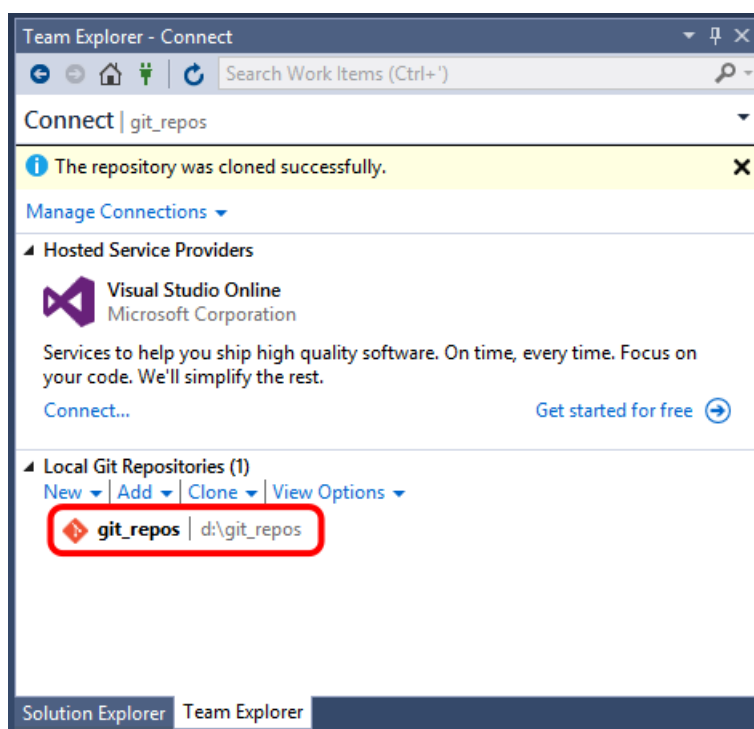 Team Explorer - Connect
Search Work Items (Ctrl+')
Connect | git_repos
The repository was cloned successfully.
Manage Connections
Hosted Service Providers
Visual Studio Online
Microsoft Corporation
Services to help you ship high quality software. On time, every time. Focus on
your code. We'll simplify the rest.
Connect... Get started for free
Local Git Repositories (1)
New | Add | Clone | View Options
git_repos | d:\git_repos
Solution Explorer Team Explorer